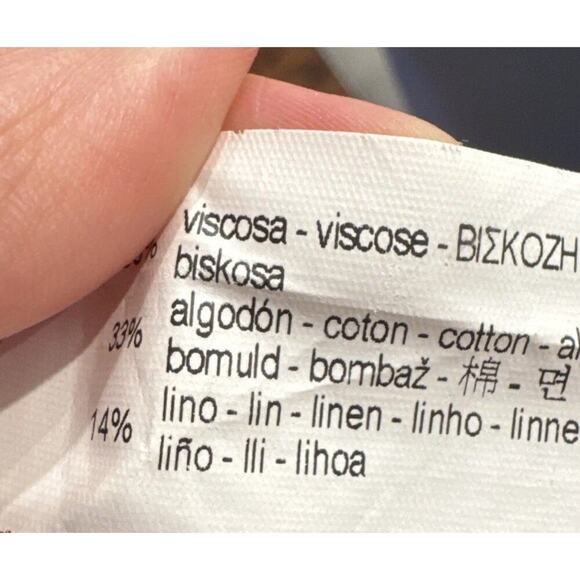 viscosa - viscose - ΒΙΣΚΟΖΗ
biskosa
33% algodón - coton - cotton -
bomuld - bombaž - 棉 - 면
14% lino - lin - linen - linho -
liño - lli - lihoa